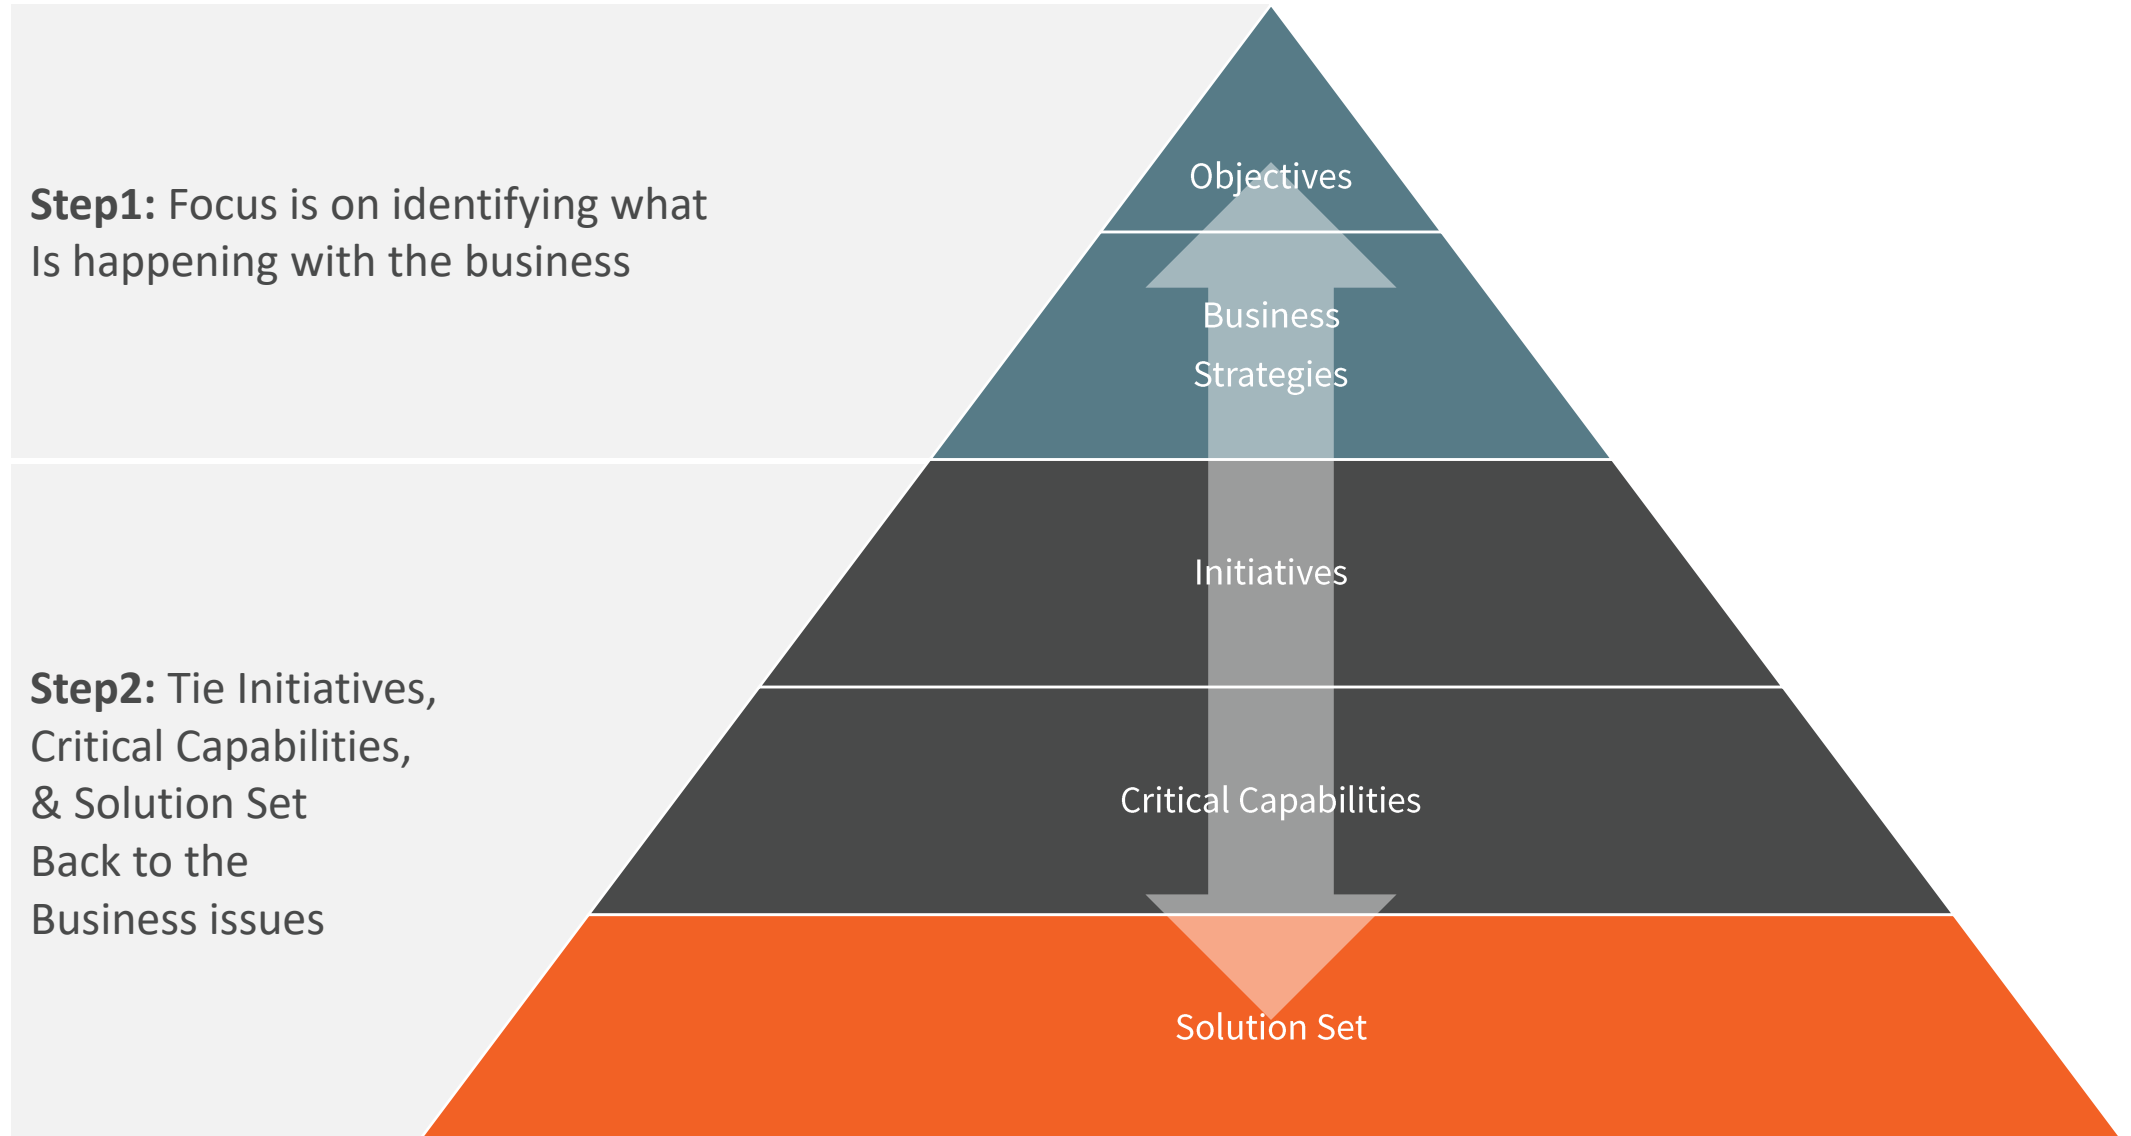 Step1: Focus is on identifying what
Is happening with the business
Objectives
Business
Strategies
Initiatives
Step2: Tie Initiatives,
Critical Capabilities,
& Solution Set
Back to the
Business issues
Critical Capabilities
Solution Set